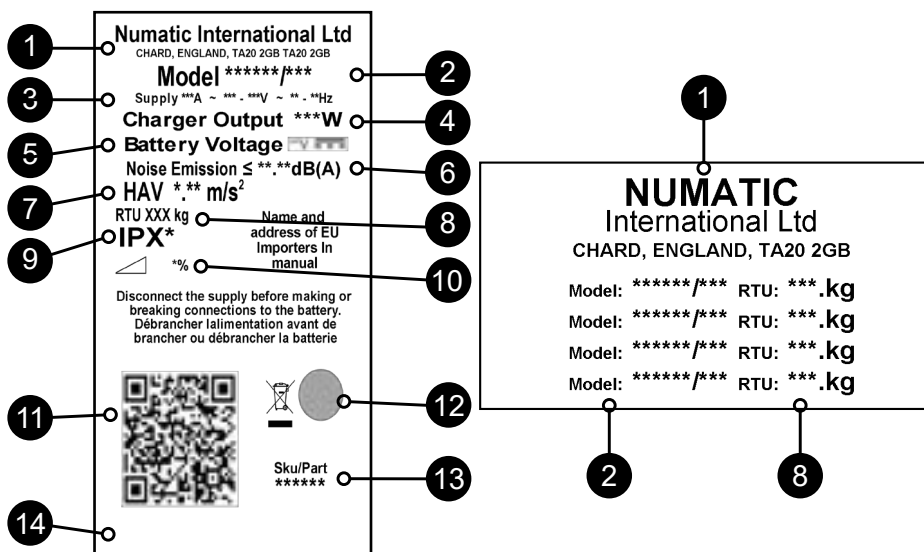 Numatic International Ltd
CHARD, ENGLAND, TA20 2GB TA20 2GB
Model ******/***
Supply ***A ~ *** - ***V ~ ** - **Hz
Charger Output ***W
Battery Voltage
Noise Emission ≤ **.**dB(A)
HAV *.** m/s²
RTU XXX kg
IPX*
*%
Name and
address of EU
Importers In
manual
Disconnect the supply before making or
breaking connections to the battery.
Débrancher lalimentation avant de
brancher ou débrancher la batterie
Sku/Part
******
1
2
3
4
5
6
7
8
9
10
11
12
13
14
1
NUMATIC
International Ltd
CHARD, ENGLAND, TA20 2GB
Model: ******/*** RTU: ***.kg
Model: ******/*** RTU: ***.kg
Model: ******/*** RTU: ***.kg
Model: ******/*** RTU: ***.kg
2
8